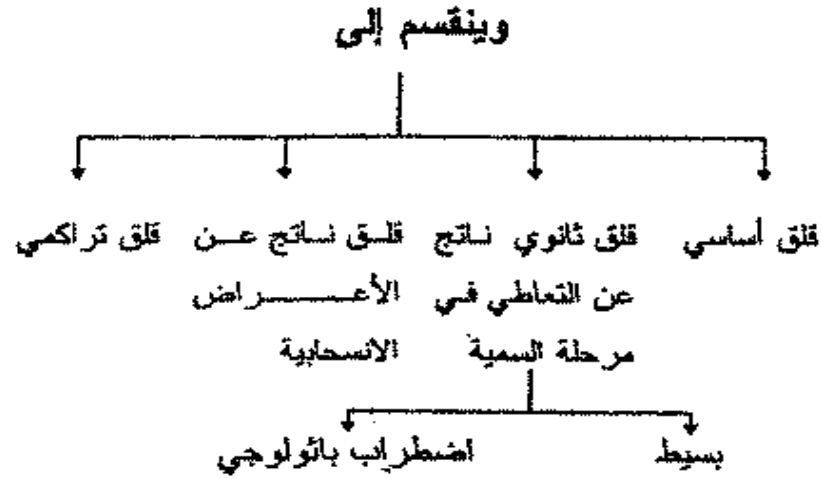 وينقسم إلى
قلق أساسي
قلق ثانوي ناتج
عن التعاطي في
مرحلة السمية
قلق ناتج عن
الأعراض
الانسحابية
قلق تراكمي
بسيط
اضطراب باثولوجي